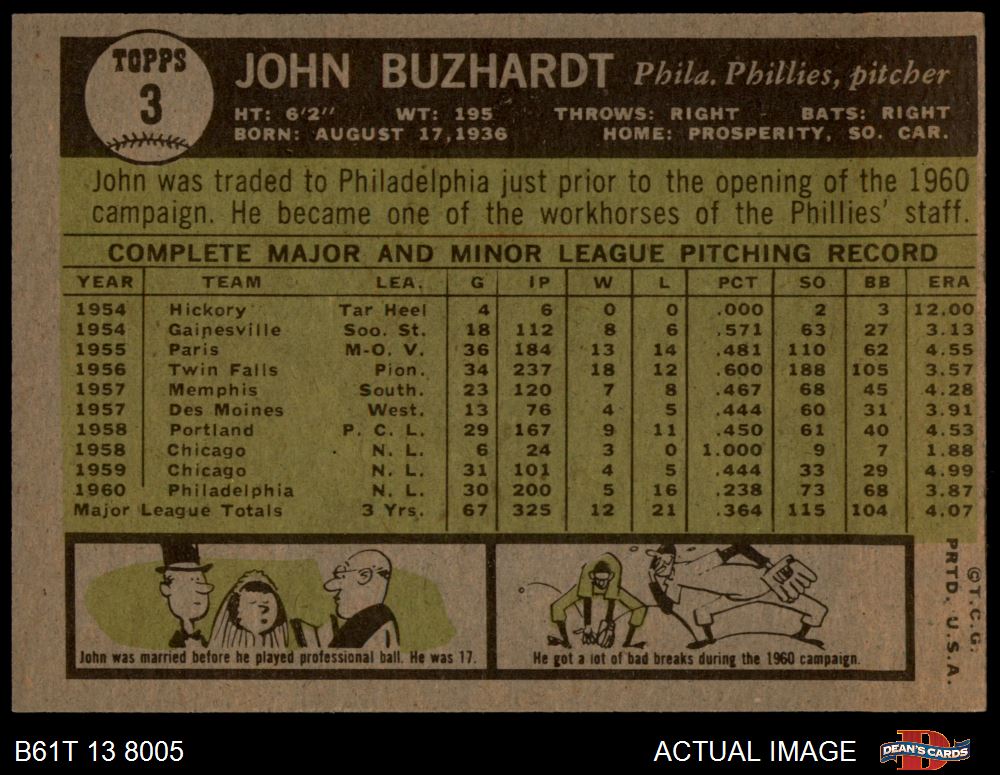 TOPPS
3
JOHN BUZHARDT Phila. Phillies, pitcher
HT: 6'2" WT: 195 THROWS: RIGHT BATS: RIGHT
BORN: AUGUST 17, 1936 HOME: PROSPERITY, SO. CAR.
John was traded to Philadelphia just prior to the opening of the 1960
campaign. He became one of the workhorses of the Phillies' staff.
COMPLETE MAJOR AND MINOR LEAGUE PITCHING RECORD
YEAR TEAM LEA. G IP W L PCT SO BB ERA
1954 Hickory Tar Heel 4 6 0 0 .000 2 3 12.00
1954 Gainesville Soo. St. 18 112 8 6 .571 63 27 3.13
1955 Paris M-O. V. 36 184 13 14 .481 110 62 4.55
1956 Twin Falls Pion. 34 237 18 12 .600 188 105 3.57
1957 Memphis South. 23 120 7 8 .467 68 45 4.28
1957 Des Moines West. 13 76 4 5 .444 60 31 3.91
1958 Portland P. C. L. 29 167 9 11 .450 61 40 4.53
1958 Chicago N. L. 6 24 3 0 1.000 9 7 1.88
1959 Chicago N. L. 31 101 4 5 .444 33 29 4.99
1960 Philadelphia N. L. 30 200 5 16 .238 73 68 3.87
Major League Totals 3 Yrs. 67 325 12 21 .364 115 104 4.07
John was married before he played professional ball. He was 17.
He got a lot of bad breaks during the 1960 campaign.
©T.C.G.
PRTD. U.S.A.
B61T 13 8005
ACTUAL IMAGE
DEAN'S CARDS